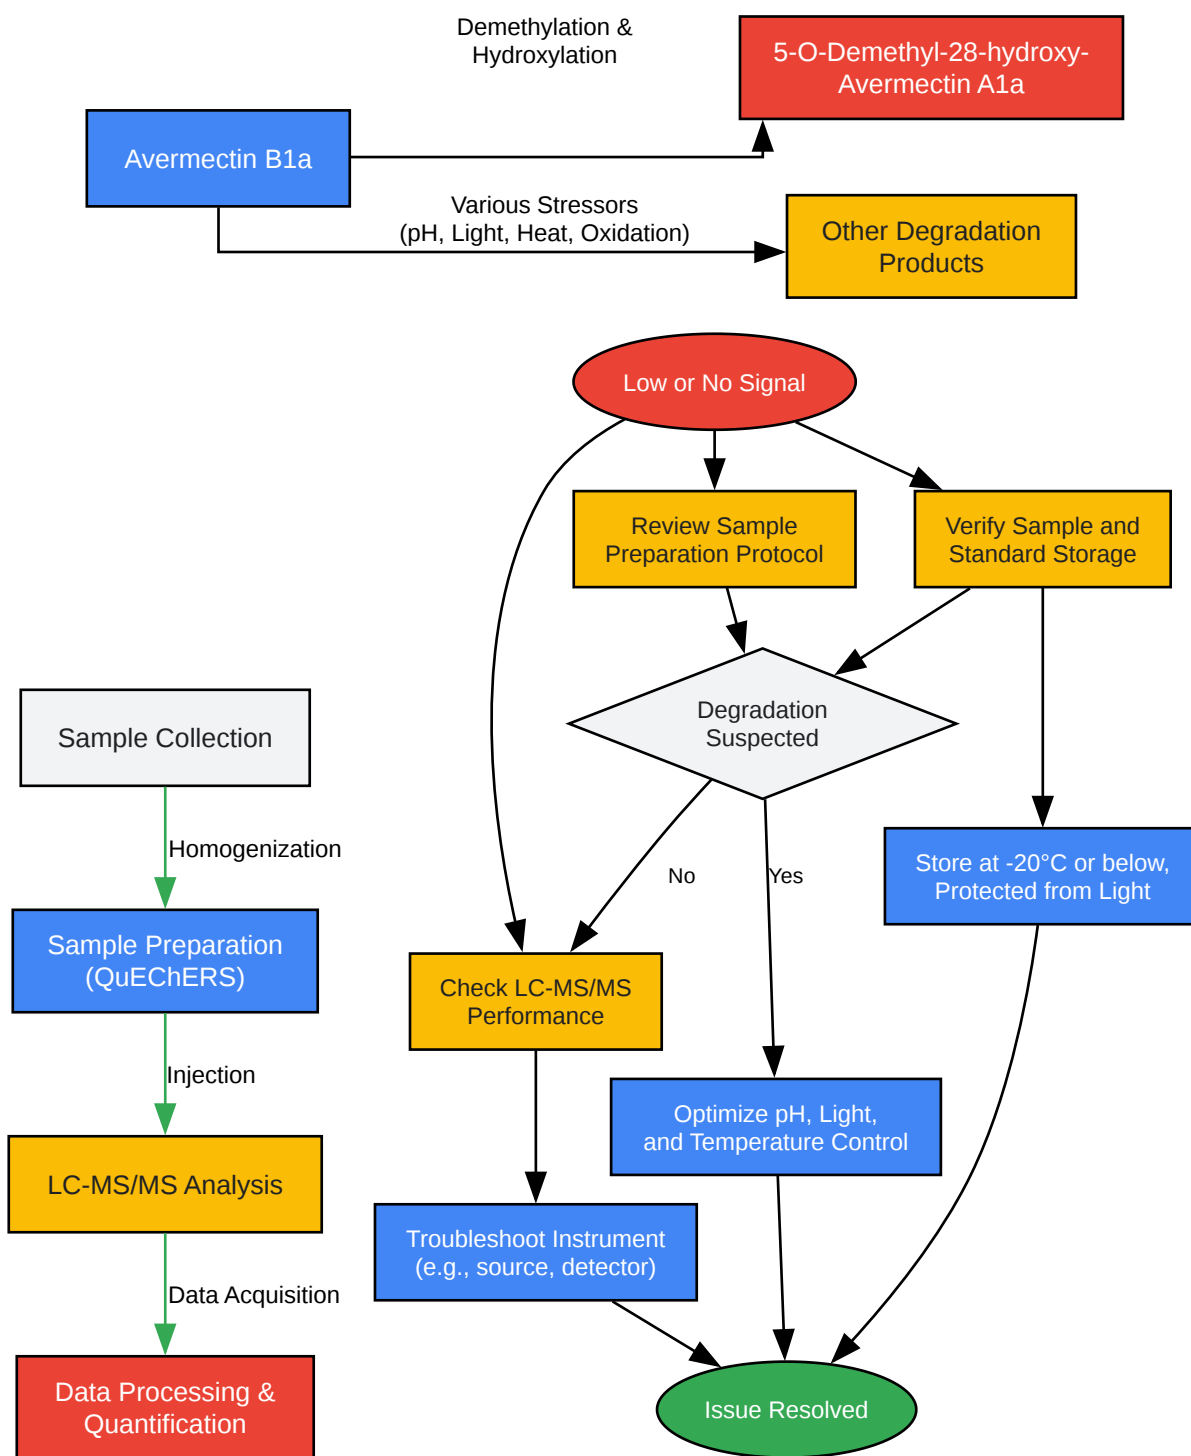 Demethylation &
Hydroxylation
5-O-Demethyl-28-hydroxy-
Avermectin A1a
Avermectin B1a
Various Stressors
(pH, Light, Heat, Oxidation)
Other Degradation
Products
Low or No Signal
Review Sample
Preparation Protocol
Verify Sample and
Standard Storage
Degradation
Suspected
No
Yes
Store at -20°C or below,
Protected from Light
Check LC-MS/MS
Performance
Optimize pH, Light,
and Temperature Control
Troubleshoot Instrument
(e.g., source, detector)
Issue Resolved
Sample Collection
Homogenization
Sample Preparation
(QuEChERS)
Injection
LC-MS/MS Analysis
Data Acquisition
Data Processing &
Quantification